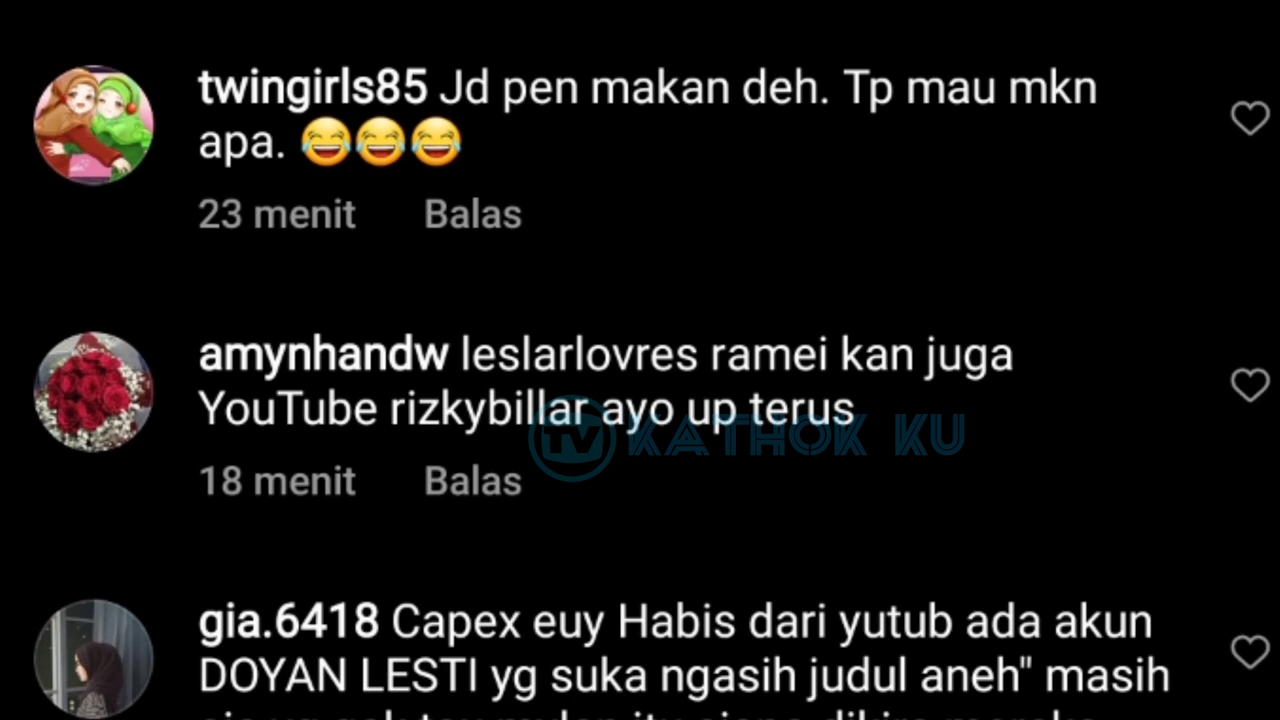 twingirls85 Jd pen makan deh. Tp mau mkn
apa. 😂😂😂
23 menit Balas
amynhandw leslarlovres ramei kan juga
YouTube rizkybillar ayo up terus
TV KATHOK KU
18 menit Balas
gia.6418 Capex euy Habis dari yutub ada akun
DOYAN LESTI yg suka ngasih judul aneh" masih